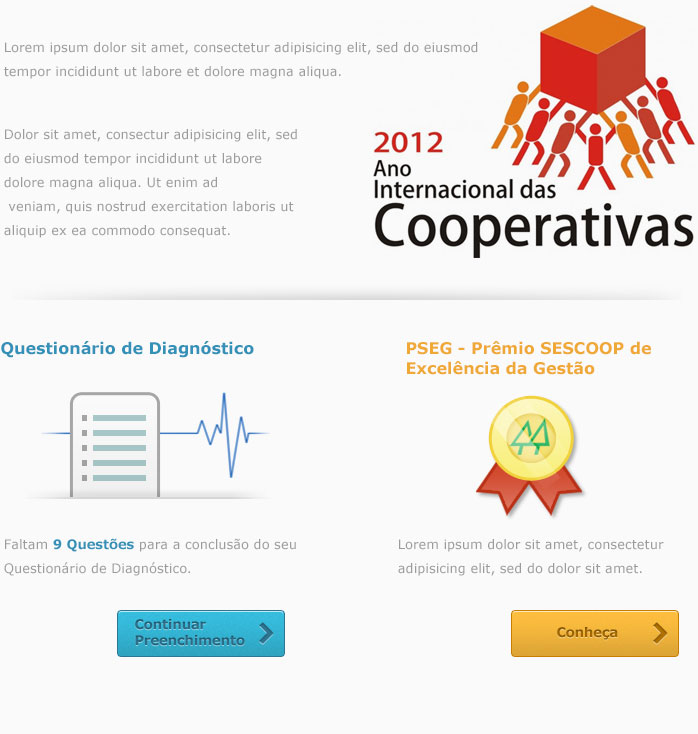 Lorem ipsum dolor sit amet, consectetur adipisicing elit, sed do eiusmod
tempor incididunt ut labore et dolore magna aliqua.
Dolor sit amet, consectur adipisicing elit, sed
do eiusmod tempor incididunt ut labore
dolore magna aliqua. Ut enim ad
veniam, quis nostrud exercitation laboris ut
aliquip ex ea commodo consequat.
2012
Ano
Internacional das
Cooperativas
Questionário de Diagnóstico
Faltam 9 Questões para a conclusão do seu
Questionário de Diagnóstico.
Continuar
Preenchimento
PSEG - Prêmio SESCOOP de
Excelência da Gestão
Lorem ipsum dolor sit amet, consectetur
adipisicing elit, sed do dolor sit amet.
Conheça